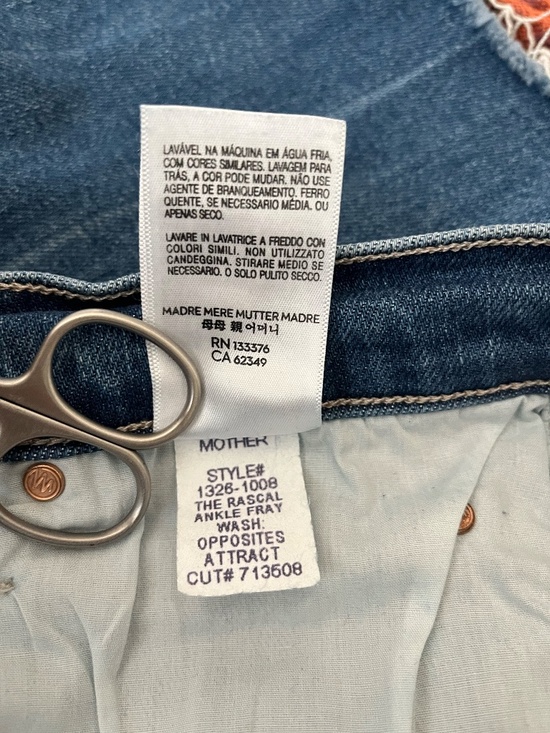 LAVÁVEL NA MÁQUINA EM ÁGUA FRIA,
COM CORES SIMILARES. LAVAGEM PARA
TRÁS, A COR PODE MUDAR. NÃO USE
AGENTE DE BRANQUEAMENTO. FERRO
QUENTE, SE NECESSARIO MÉDIA. OU
APENAS SECO.
LAVARE IN LAVATRICE A FREDDO CON
COLORI SIMILI. NON UTILIZZATO
CANDEGGINA. STIRARE MEDIO SE
NECESSARIO. O SOLO PULITO SECCO.
MADRE MERE MUTTER MADRE
母母 親 어머니
RN 133376
CA 62349
MOTHER
STYLE#
1326-1008
THE RASCAL
ANKLE FRAY
WASH:
OPPOSITES
ATTRACT
CUT# 713508